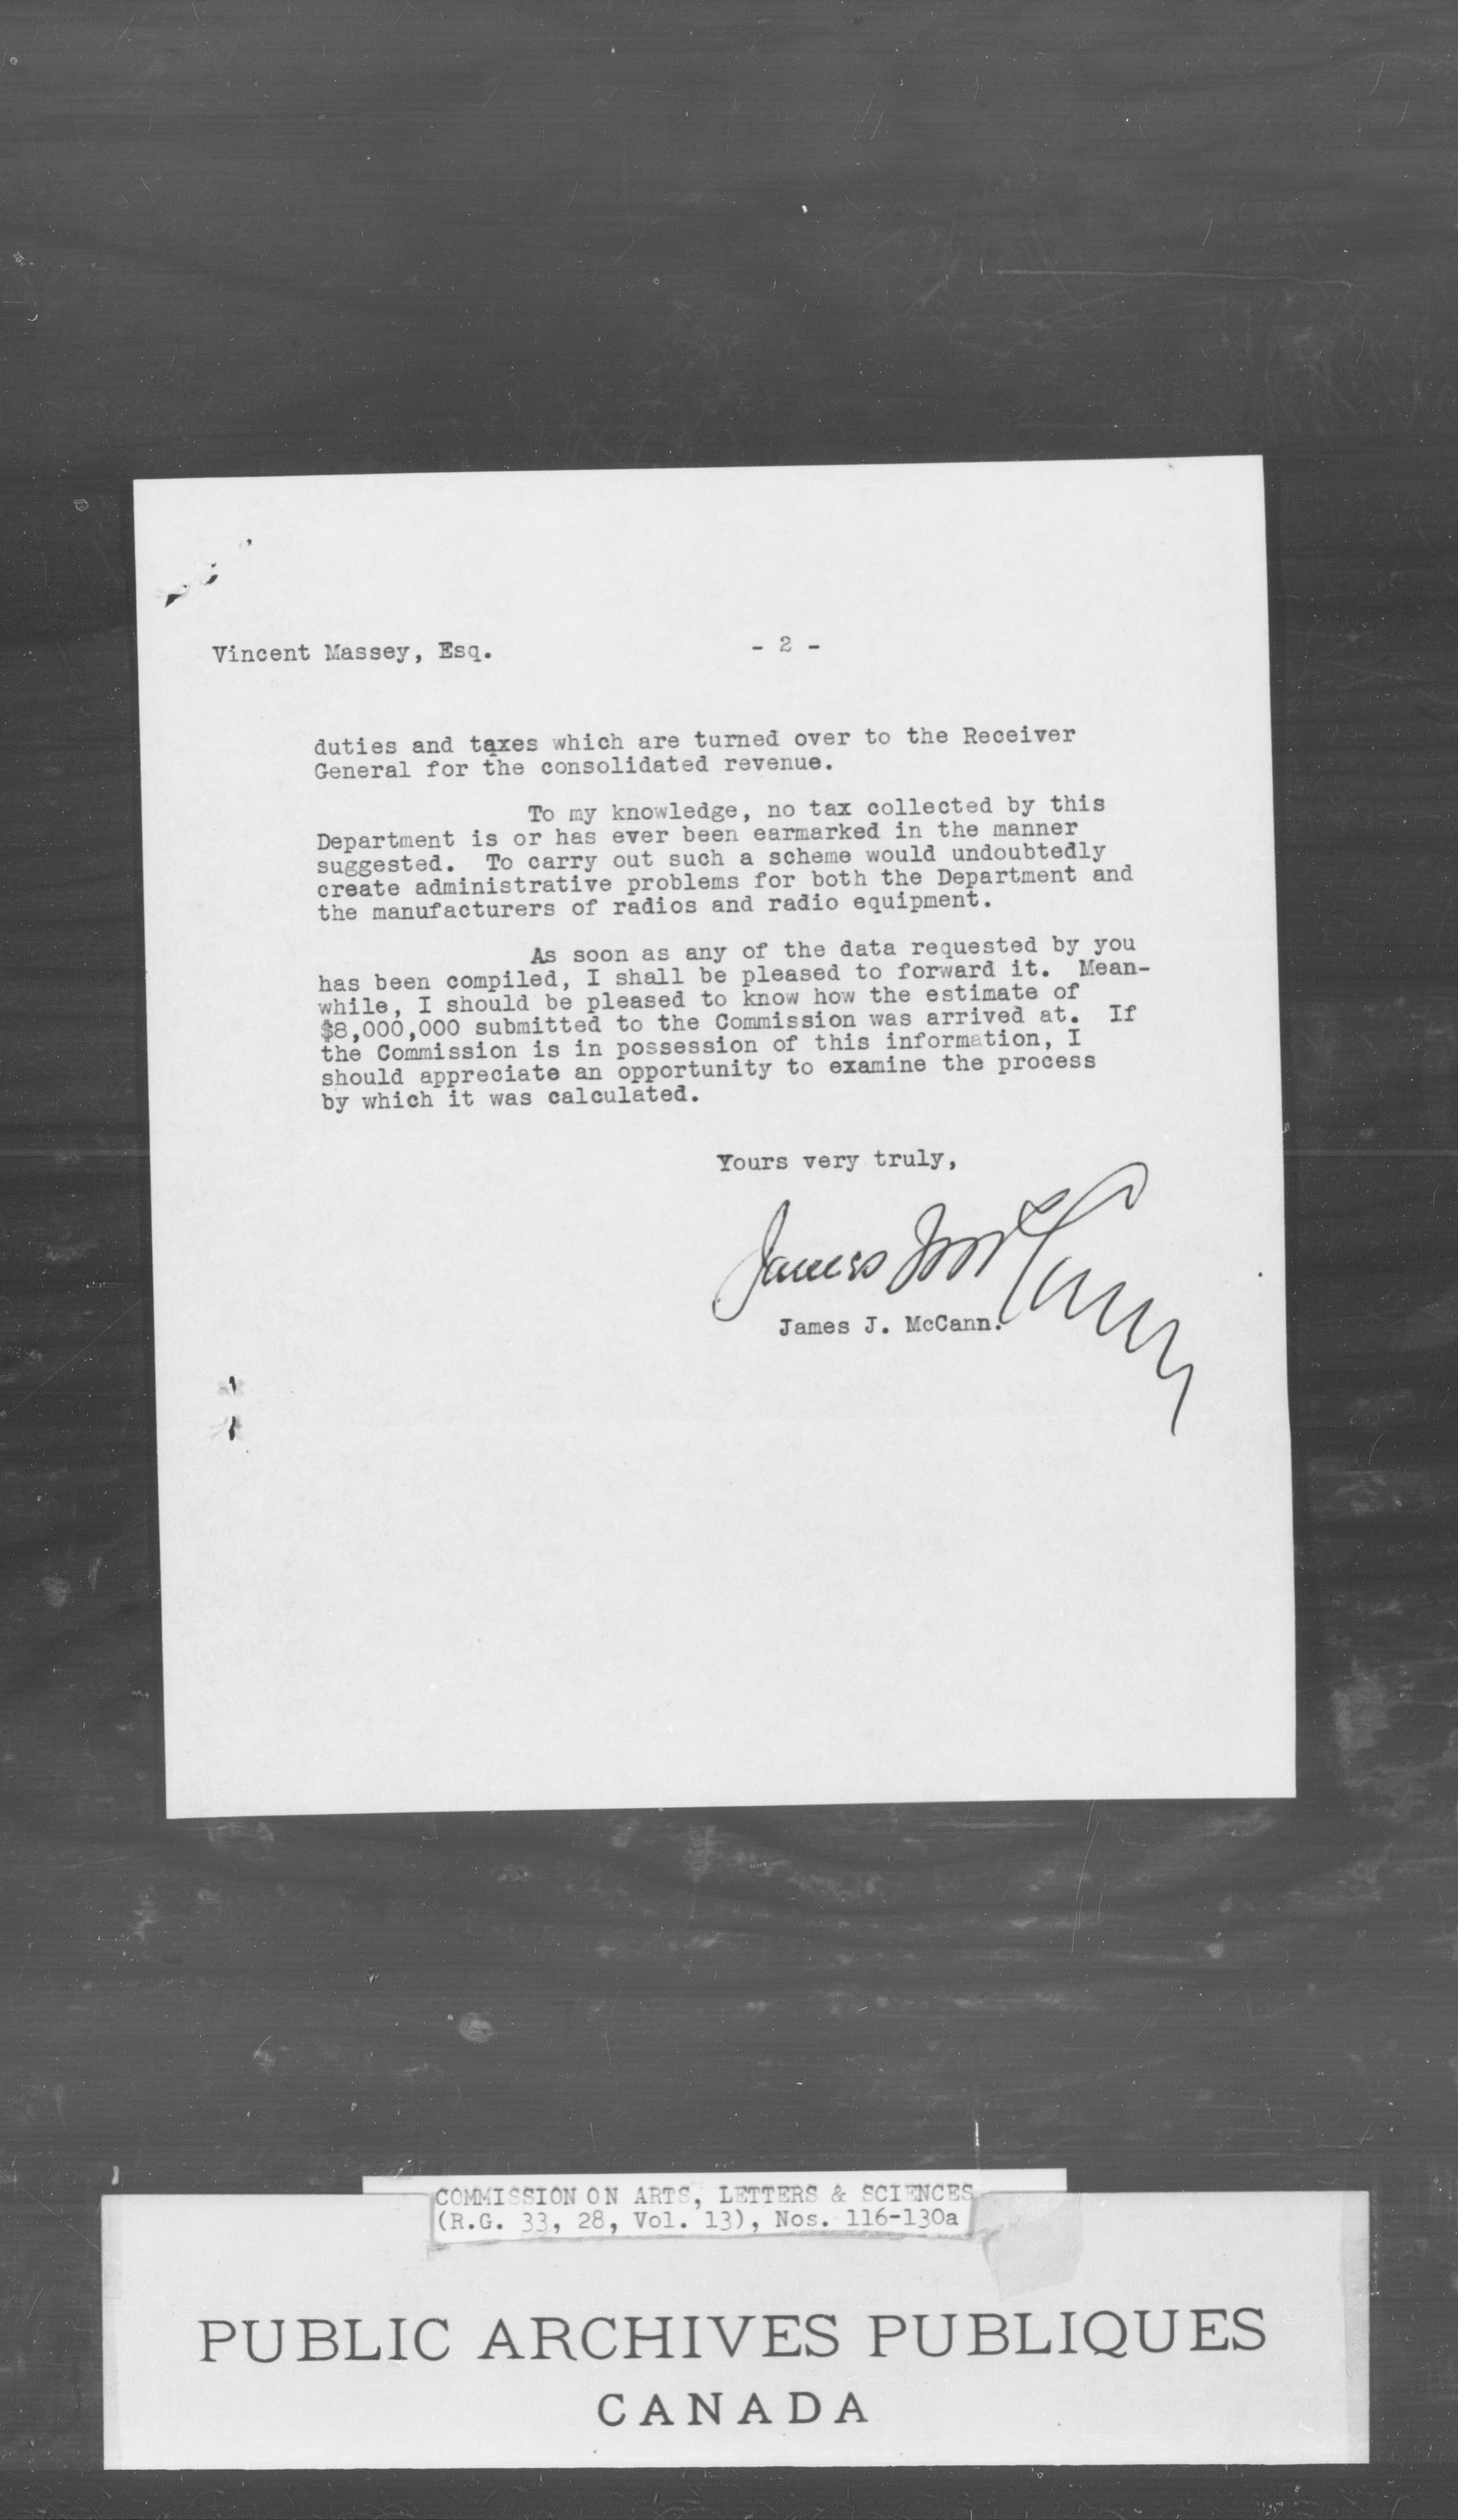 Vincent Massey, Esq. - 2 -
duties and taxes which are turned over to the Receiver
General for the consolidated revenue.
To my knowledge, no tax collected by this
Department is or has ever been earmarked in the manner
suggested. To carry out such a scheme would undoubtedly
create administrative problems for both the Department and
the manufacturers of radios and radio equipment.
As soon as any of the data requested by you
has been compiled, I shall be pleased to forward it. Mean-
while, I should be pleased to know how the estimate of
$8,000,000 submitted to the Commission was arrived at. If
the Commission is in possession of this information, I
should appreciate an opportunity to examine the process
by which it was calculated.
Yours very truly,
James J McCann
James J. McCann.
COMMISSION ON ARTS, LETTERS & SCIENCES
(R.G. 33, 28, Vol. 13), Nos. 116-130a
PUBLIC ARCHIVES PUBLIQUES
CANADA